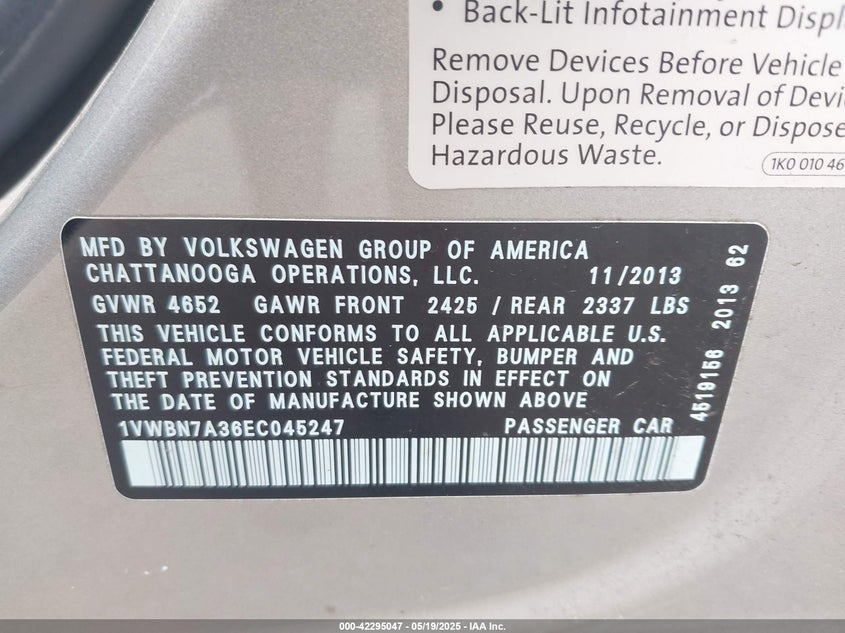 • Back-Lit Infotainment Displ
Remove Devices Before Vehicle
Disposal. Upon Removal of Devi
Please Reuse, Recycle, or Dispose
Hazardous Waste.
1K0 010 46
MFD BY VOLKSWAGEN GROUP OF AMERICA
CHATTANOOGA OPERATIONS, LLC. 11/2013
GVWR 4652 GAWR FRONT 2425 / REAR 2337 LBS
THIS VEHICLE CONFORMS TO ALL APPLICABLE U.S.
FEDERAL MOTOR VEHICLE SAFETY, BUMPER AND
THEFT PREVENTION STANDARDS IN EFFECT ON
THE DATE OF MANUFACTURE SHOWN ABOVE
1VWBN7A36EC045247 PASSENGER CAR
4519156 2013 62
000-42295047 - 05/19/2025 - IAA Inc.